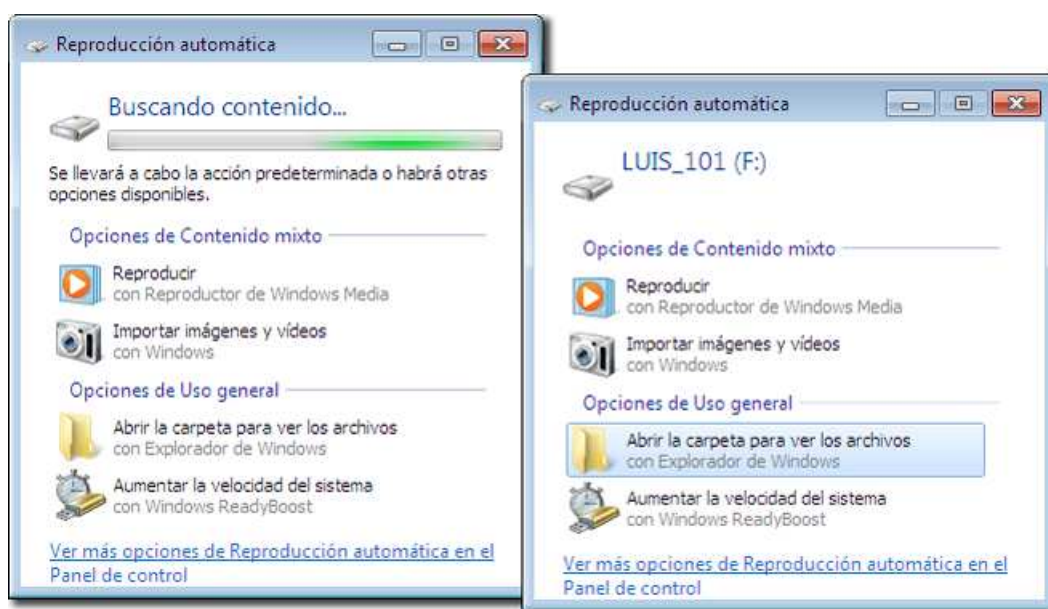 Reproducción automática
Buscando contenido...
Se llevará a cabo la acción predeterminada o habrá otras
opciones disponibles.
Opciones de Contenido mixto
Reproducir
con Reproductor de Windows Media
Importar imágenes y vídeos
con Windows
Opciones de Uso general
Abrir la carpeta para ver los archivos
con Explorador de Windows
Aumentar la velocidad del sistema
con Windows ReadyBoost
Ver más opciones de Reproducción automática en el
Panel de control
Reproducción automática
LUIS_101 (F:)
Opciones de Contenido mixto
Reproducir
con Reproductor de Windows Media
Importar imágenes y vídeos
con Windows
Opciones de Uso general
Abrir la carpeta para ver los archivos
con Explorador de Windows
Aumentar la velocidad del sistema
con Windows ReadyBoost
Ver más opciones de Reproducción automática en el
Panel de control